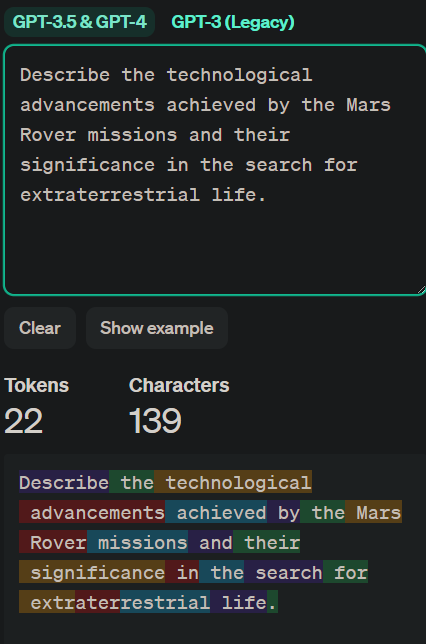 GPT-3.5 & GPT-4 GPT-3 (Legacy)
Describe the technological
advancements achieved by the Mars
Rover missions and their
significance in the search for
extraterrestrial life.
Clear Show example
Tokens Characters
22 139
Describe the technological
advancements achieved by the Mars
Rover missions and their
significance in the search for
extraterrestrial life.